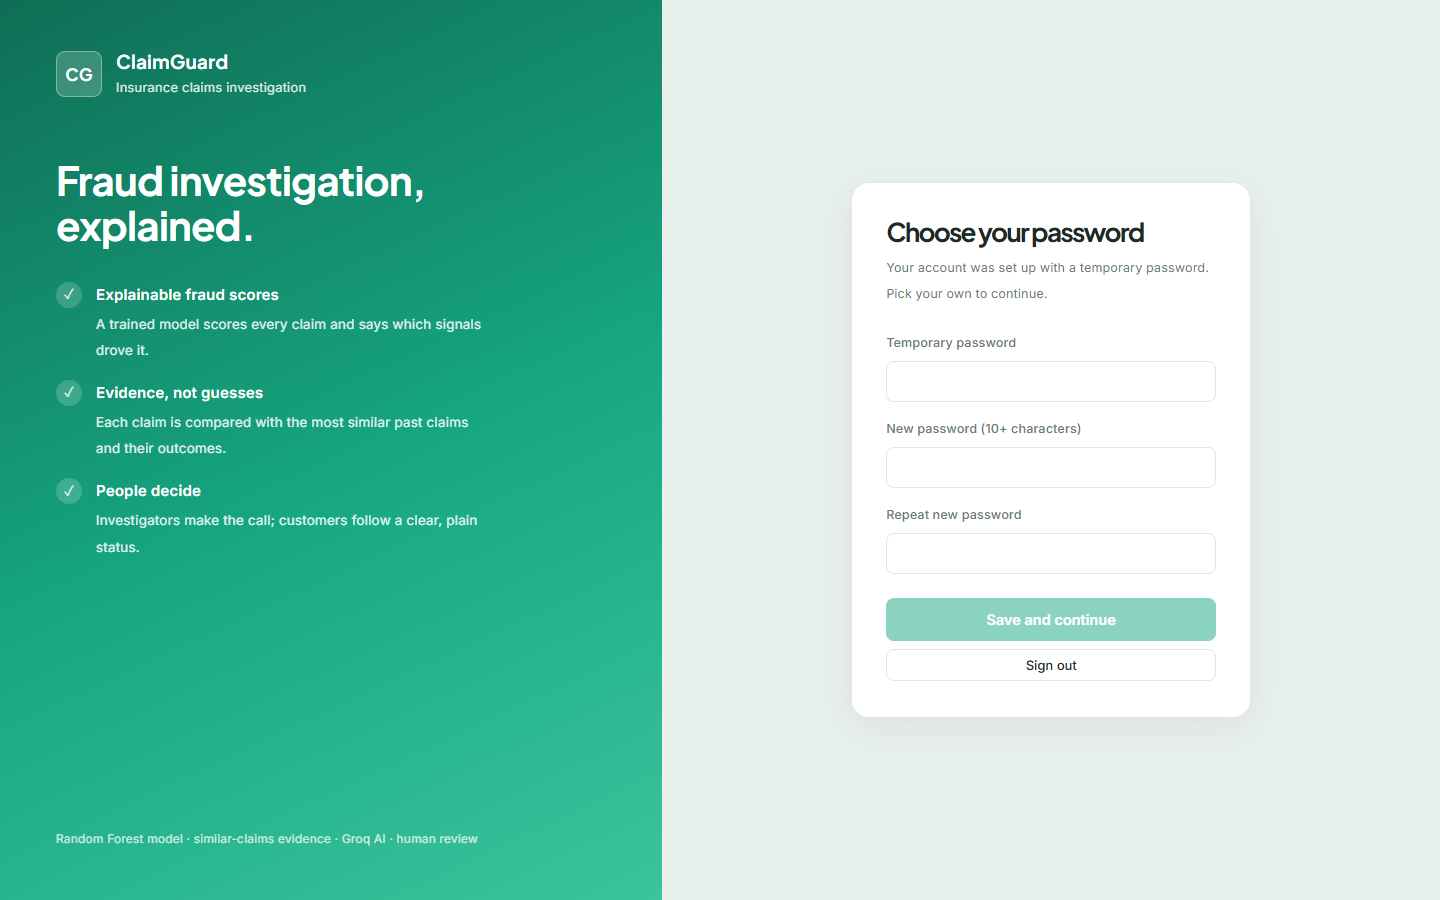 CG
ClaimGuard
Insurance claims investigation
Fraud investigation,
explained.
✓ Explainable fraud scores
A trained model scores every claim and says which signals
drove it.
✓ Evidence, not guesses
Each claim is compared with the most similar past claims
and their outcomes.
✓ People decide
Investigators make the call; customers follow a clear, plain
status.
Random Forest model · similar-claims evidence · Groq AI · human review
Choose your password
Your account was set up with a temporary password.
Pick your own to continue.
Temporary password
New password (10+ characters)
Repeat new password
Save and continue
Sign out